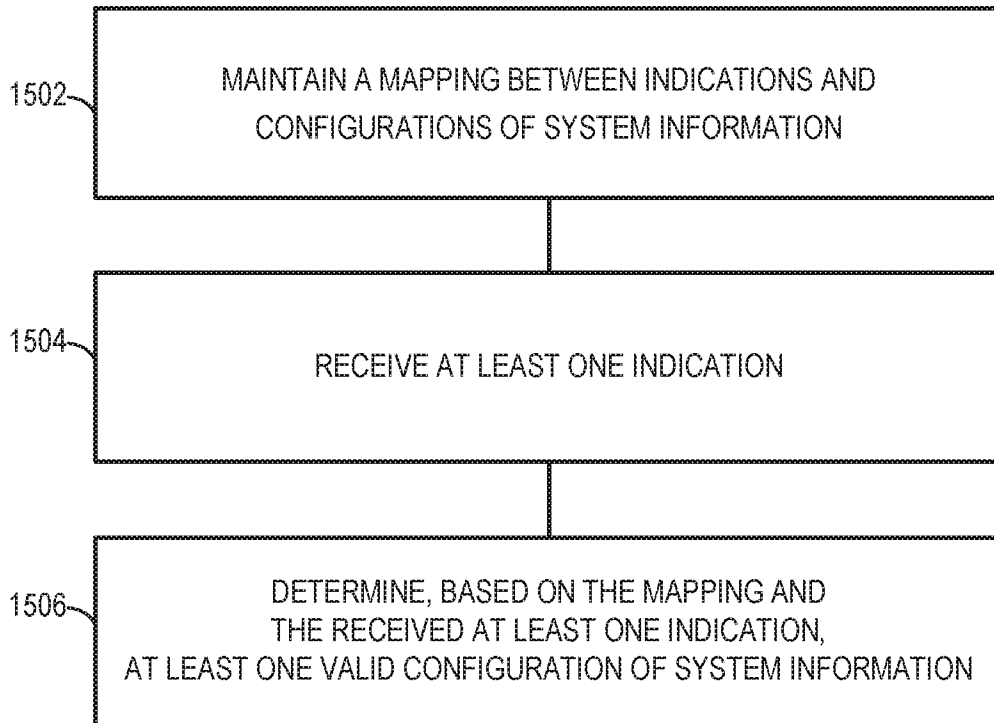 1502
MAINTAIN A MAPPING BETWEEN INDICATIONS AND
CONFIGURATIONS OF SYSTEM INFORMATION
1504
RECEIVE AT LEAST ONE INDICATION
1506
DETERMINE, BASED ON THE MAPPING AND
THE RECEIVED AT LEAST ONE INDICATION,
AT LEAST ONE VALID CONFIGURATION OF SYSTEM INFORMATION